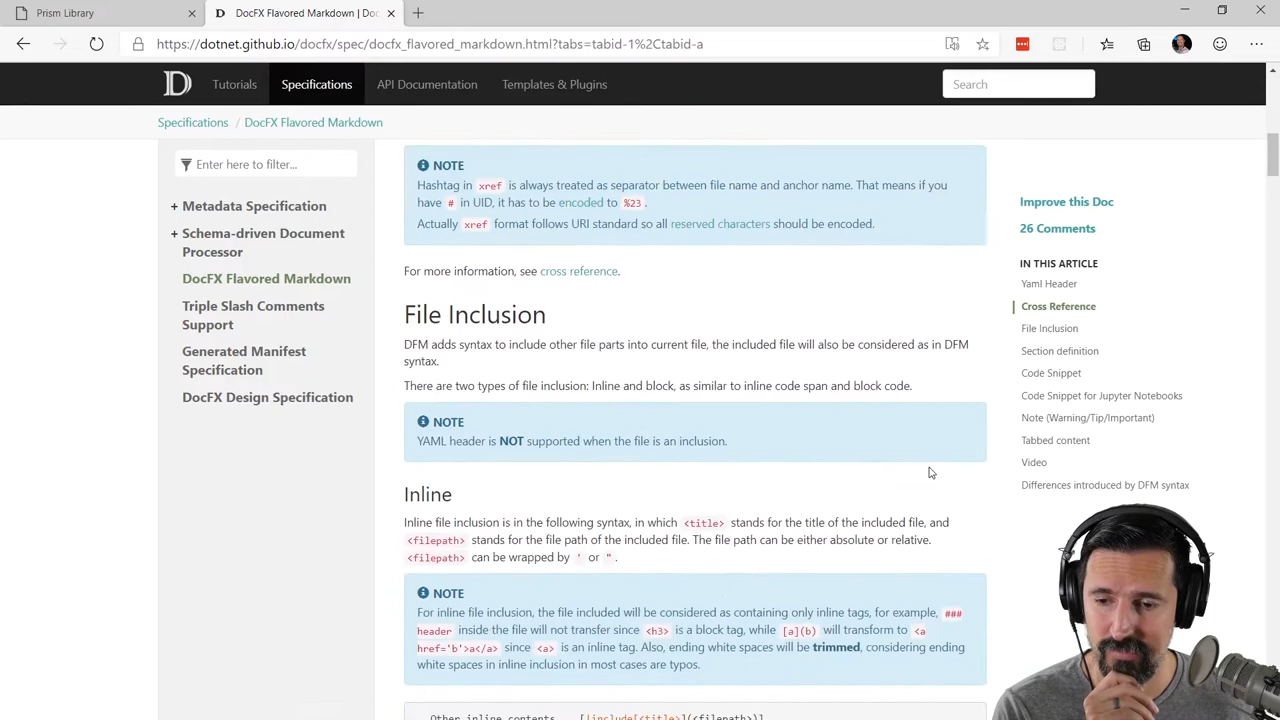 Prism Library
DocFX Flavored Markdown | Doc
https://dotnet.github.io/docfx/spec/docfx_flavored_markdown.html?tabs=tabid-1%2Ctabid-a
Tutorials
Specifications
API Documentation
Templates & Plugins
Search
Specifications / DocFX Flavored Markdown
Enter here to filter...
+ Metadata Specification
+ Schema-driven Document
Processor
DocFX Flavored Markdown
Triple Slash Comments
Support
Generated Manifest
Specification
DocFX Design Specification
NOTE
Hashtag in xref is always treated as separator between file name and anchor name. That means if you
have # in UID, it has to be encoded to %23 .
Actually xref format follows URI standard so all reserved characters should be encoded.
For more information, see cross reference.
File Inclusion
DFM adds syntax to include other file parts into current file, the included file will also be considered as in DFM
syntax.
There are two types of file inclusion: Inline and block, as similar to inline code span and block code.
NOTE
YAML header is NOT supported when the file is an inclusion.
Inline
Inline file inclusion is in the following syntax, in which <title> stands for the title of the included file, and
<filepath> stands for the file path of the included file. The file path can be either absolute or relative.
<filepath> can be wrapped by ' or ".
NOTE
For inline file inclusion, the file included will be considered as containing only inline tags, for example, ###
header inside the file will not transfer since <h3> is a block tag, while [a](b) will transform to <a
href='b'>a</a> since <a> is an inline tag. Also, ending white spaces will be trimmed, considering ending
white spaces in inline inclusion in most cases are typos.
Other inline contents [!include[<title>](<filepath>)]
Improve this Doc
26 Comments
IN THIS ARTICLE
Yaml Header
Cross Reference
File Inclusion
Section definition
Code Snippet
Code Snippet for Jupyter Notebooks
Note (Warning/Tip/Important)
Tabbed content
Video
Differences introduced by DFM syntax